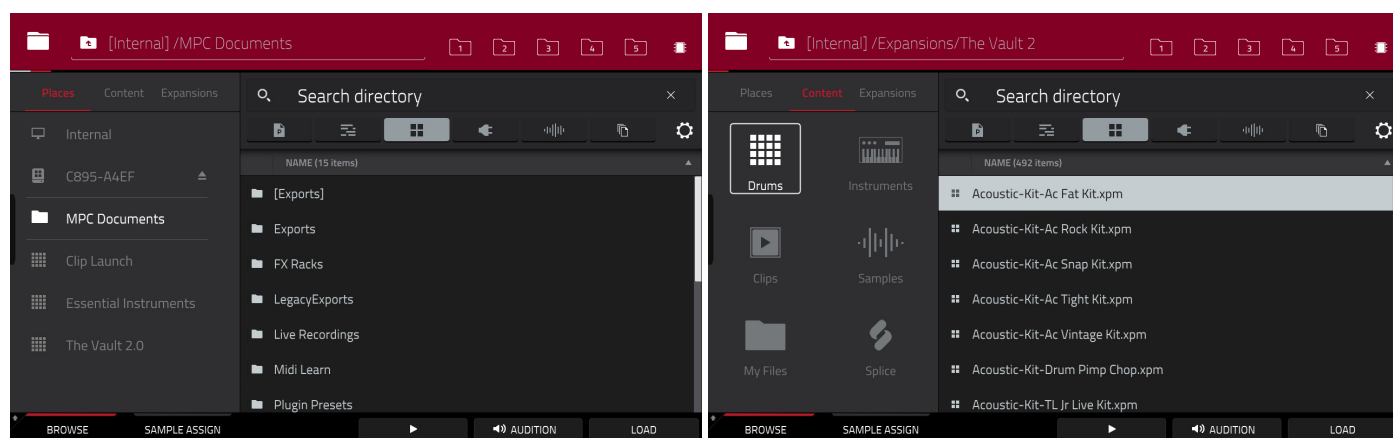 [Internal] /MPC Documents
1 2 3 4 5
Places Content Expansions
Search directory
Internal
C895-A4EF
MPC Documents
Clip Launch
Essential Instruments
The Vault 2.0
P
NAME (15 items)
[Exports]
Exports
FX Racks
LegacyExports
Live Recordings
Midi Learn
Plugin Presets
BROWSE SAMPLE ASSIGN AUDITION LOAD
[Internal] /Expansions/The Vault 2
1 2 3 4 5
Places Content Expansions
Search directory
Drums Instruments
Clips Samples
My Files Splice
P
NAME (492 items)
Acoustic-Kit-Ac Fat Kit.xpm
Acoustic-Kit-Ac Rock Kit.xpm
Acoustic-Kit-Ac Snap Kit.xpm
Acoustic-Kit-Ac Tight Kit.xpm
Acoustic-Kit-Ac Vintage Kit.xpm
Acoustic-Kit-Drum Pimp Chop.xpm
Acoustic-Kit-TL Jr Live Kit.xpm
BROWSE SAMPLE ASSIGN AUDITION LOAD